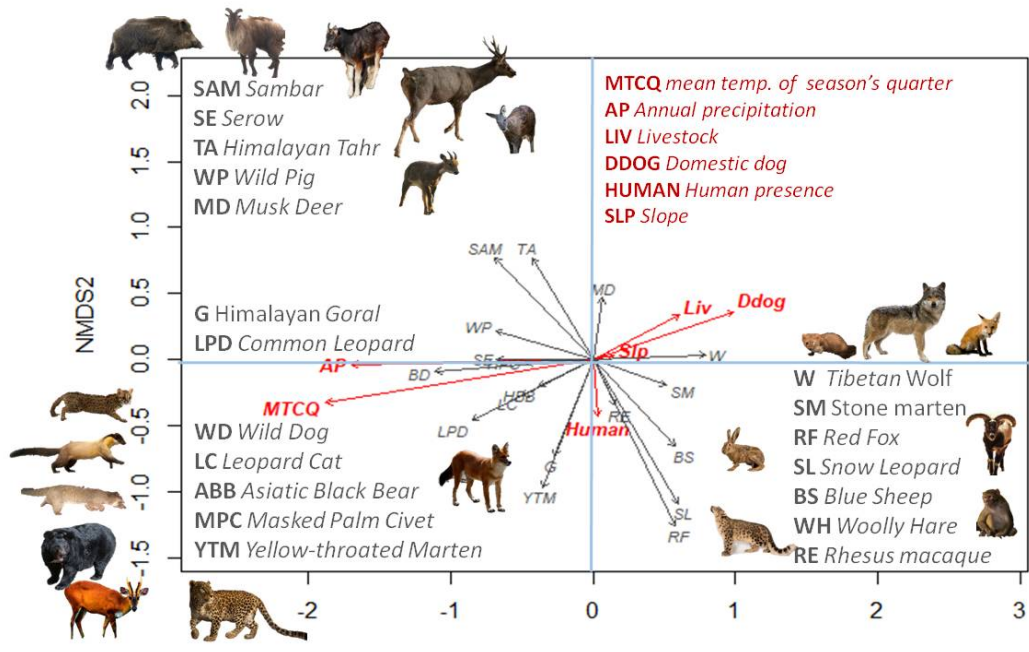 SAM Sambar
SE Serow
TA Himalayan Tahr
WP Wild Pig
MD Musk Deer
MTCQ mean temp. of season's quarter
AP Annual precipitation
LIV Livestock
DDOG Domestic dog
HUMAN Human presence
SLP Slope
NMDS2
2.0
1.5
1.0
0.5
0.0
-0.5
-1.0
-1.5
G Himalayan Goral
LPD Common Leopard
SAM TA
MD
WP
Liv Ddog
Slp W
SE
AP
BD
SM
MTCQ
HBB
LC
RE
LPD
Human
BS
G
YTM
SL
RF
WD Wild Dog
LC Leopard Cat
ABB Asiatic Black Bear
MPC Masked Palm Civet
YTM Yellow-throated Marten
W Tibetan Wolf
SM Stone marten
RF Red Fox
SL Snow Leopard
BS Blue Sheep
WH Woolly Hare
RE Rhesus macaque
-2 -1 0 1 2 3